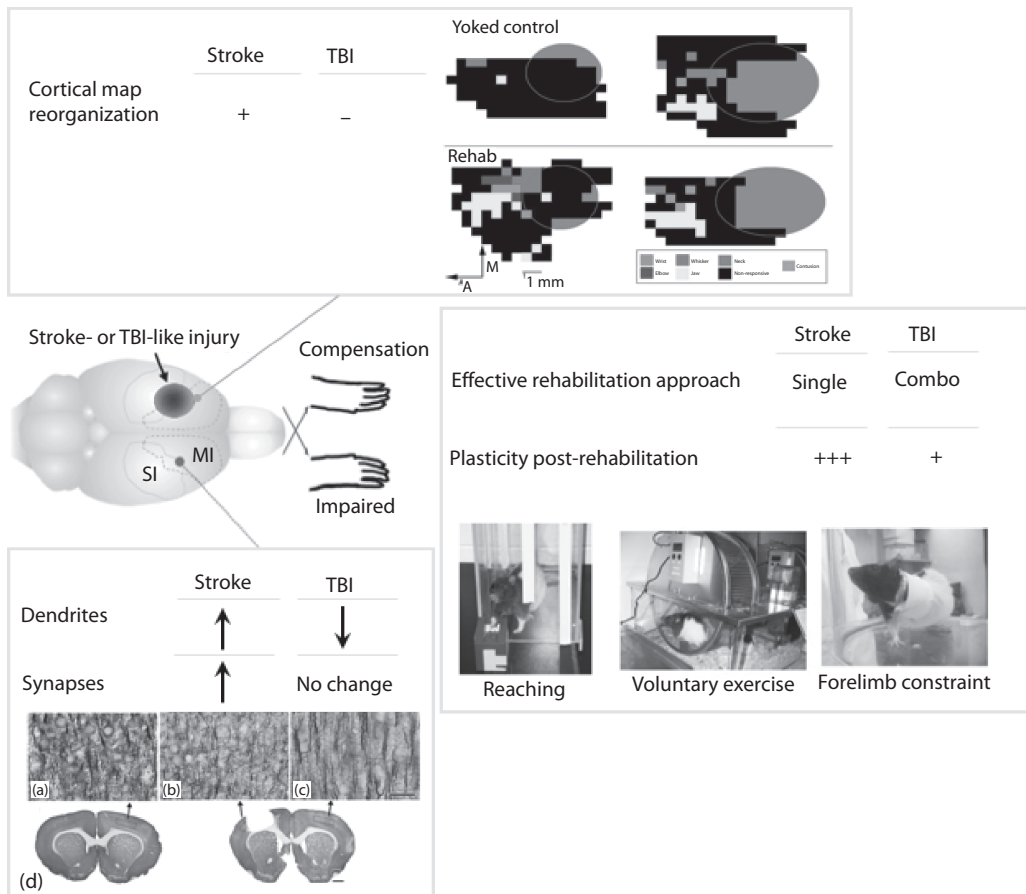 Stroke TBI
Cortical map
reorganization
+ –
Yoked control
Rehab
M
A
1 mm
Wrist Whisker Neck Contusion
Elbow Jaw Non-responsive
Stroke- or TBI-like injury
Compensation
MI
SI
Impaired
Stroke TBI
Effective rehabilitation approach Single Combo
Plasticity post-rehabilitation +++ +
Reaching
Voluntary exercise
Forelimb constraint
Stroke TBI
Dendrites
Synapses No change
(a) (b) (c)
(d)